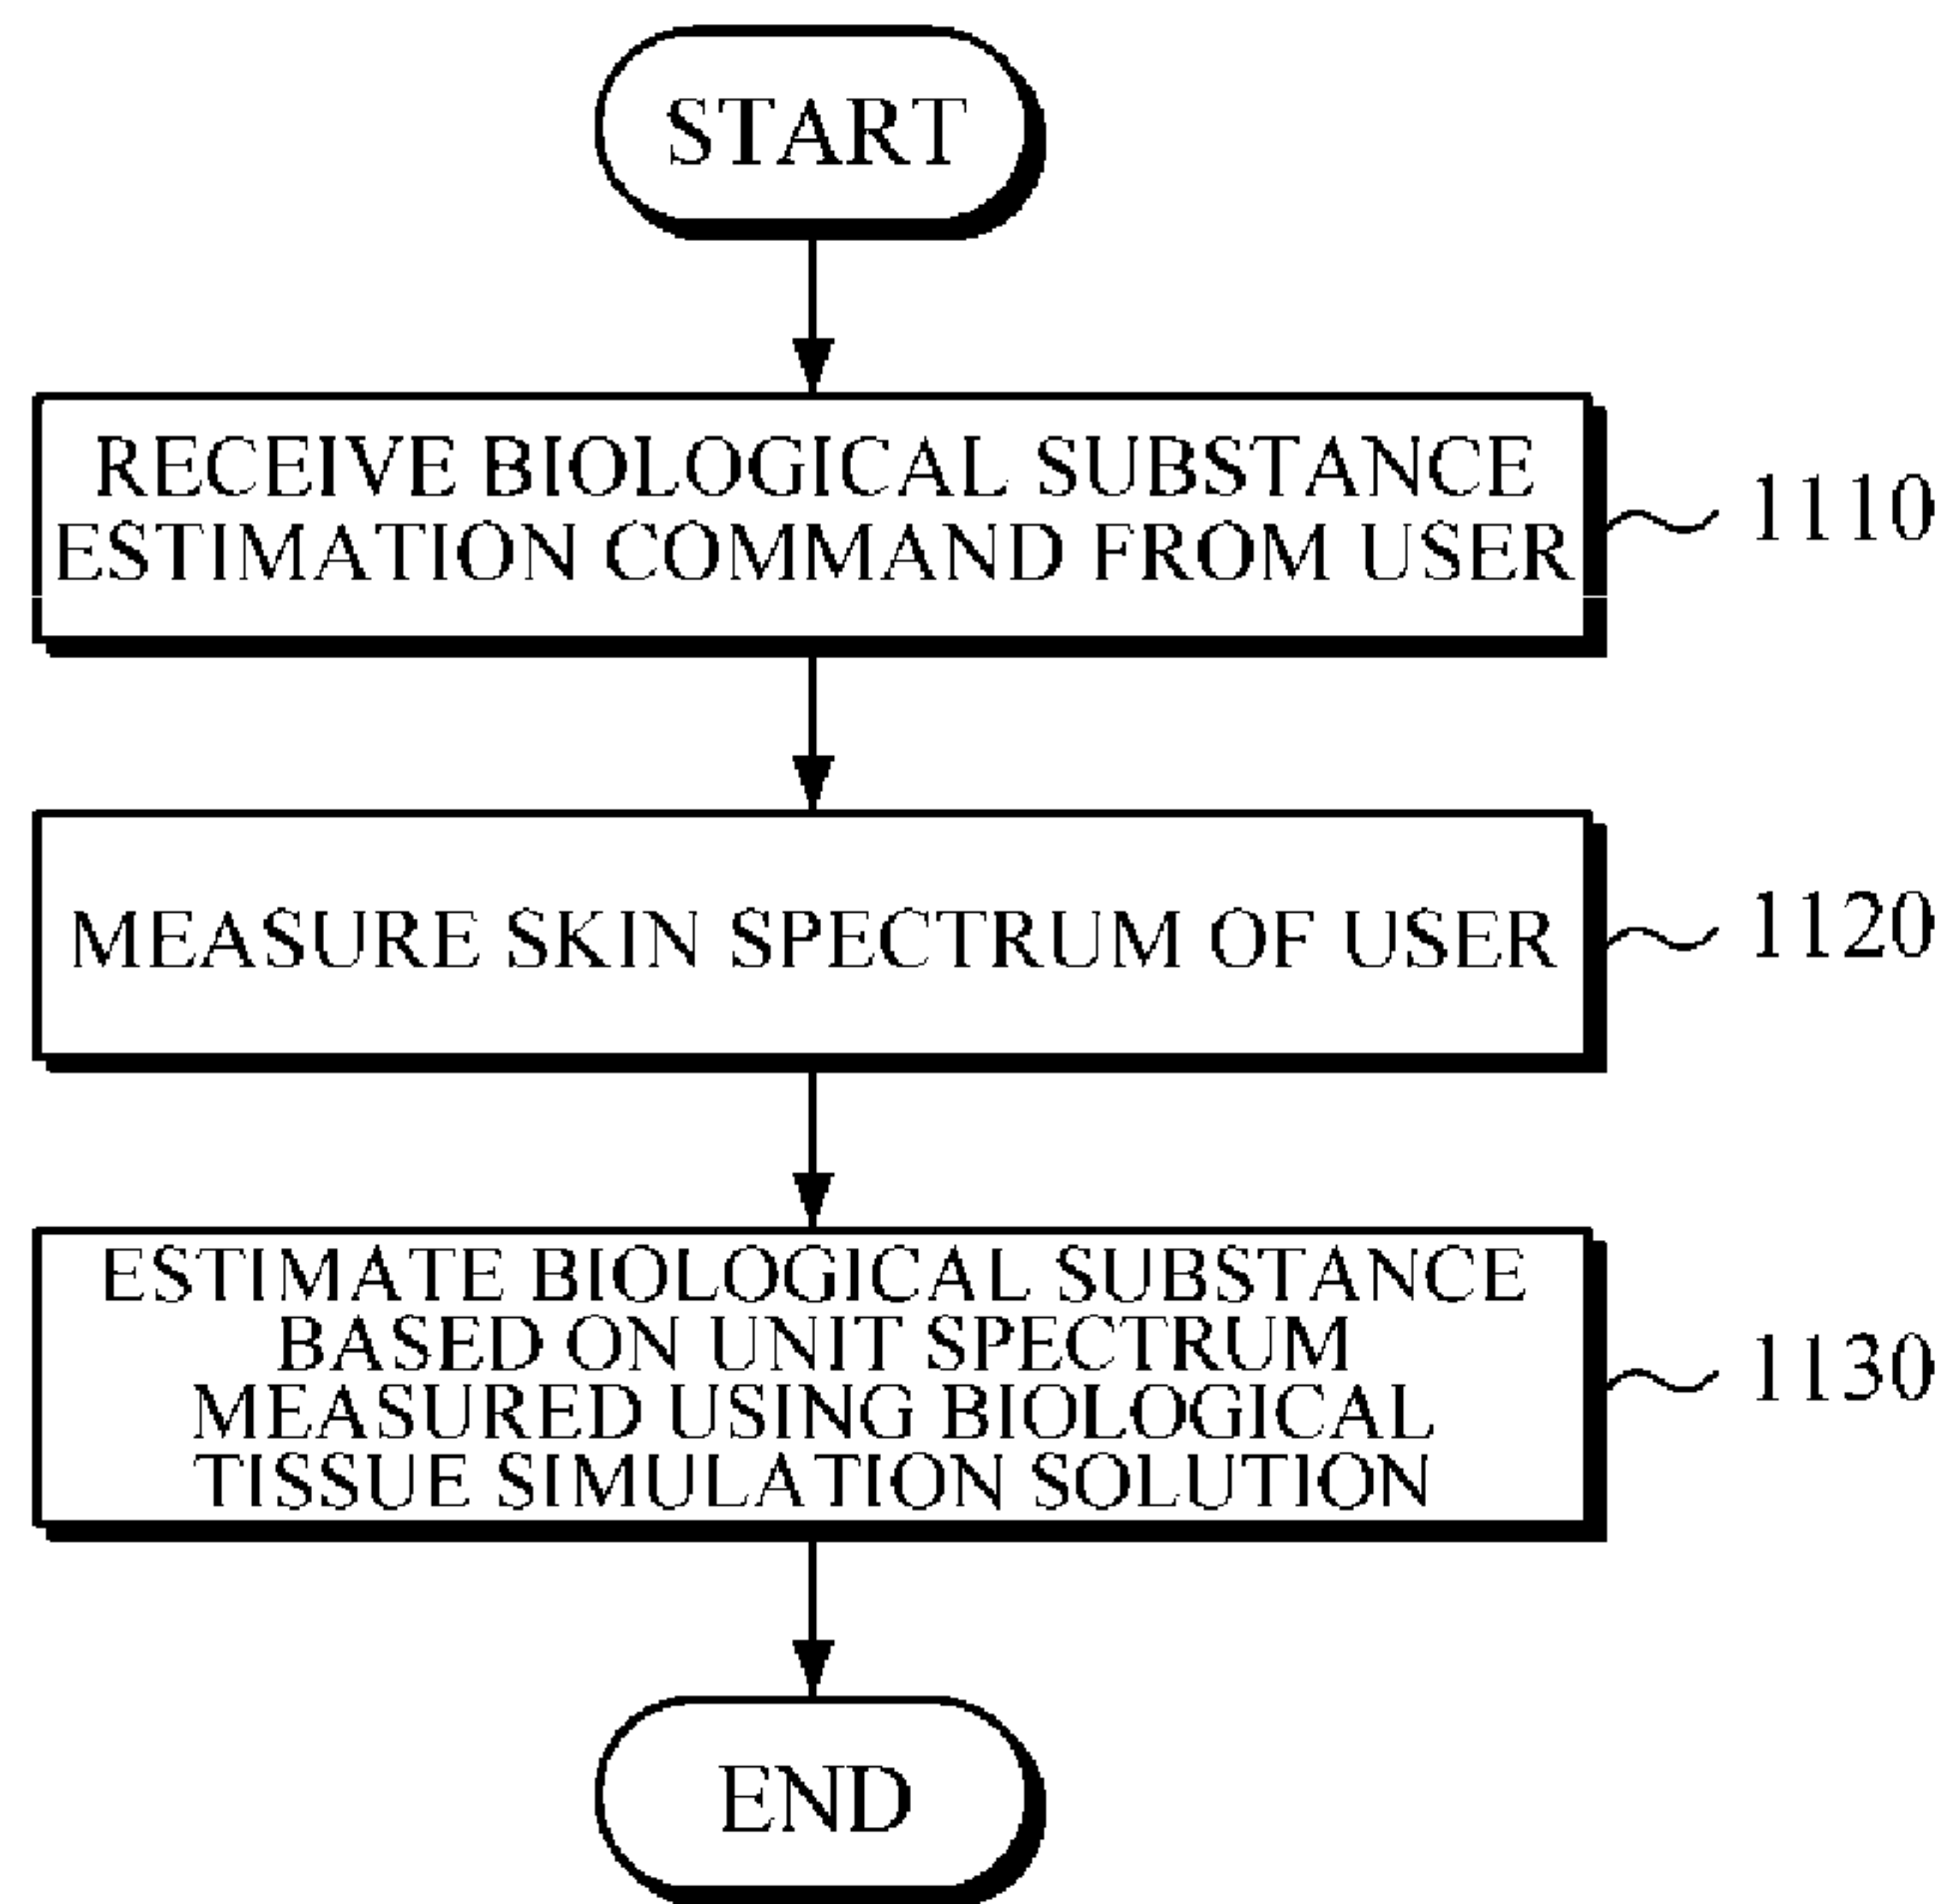 START
RECEIVE BIOLOGICAL SUBSTANCE
ESTIMATION COMMAND FROM USER
1110
MEASURE SKIN SPECTRUM OF USER
1120
ESTIMATE BIOLOGICAL SUBSTANCE
BASED ON UNIT SPECTRUM
MEASURED USING BIOLOGICAL
TISSUE SIMULATION SOLUTION
1130
END